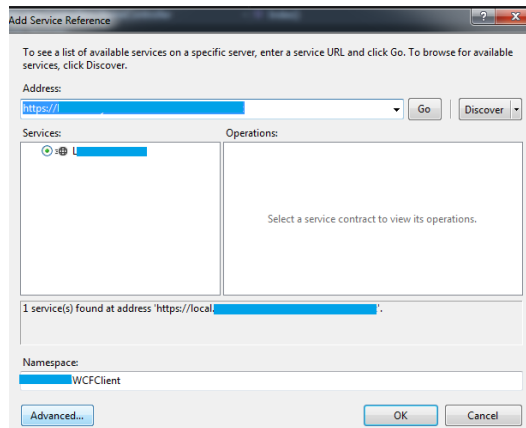 Add Service Reference
To see a list of available services on a specific server, enter a service URL and click Go. To browse for available
services, click Discover.
Address:
https://l
Go
Discover
Services:
Operations:
L
Select a service contract to view its operations.
1 service(s) found at address 'https://local.                    '.
Namespace:
WCFClient
Advanced...
OK
Cancel